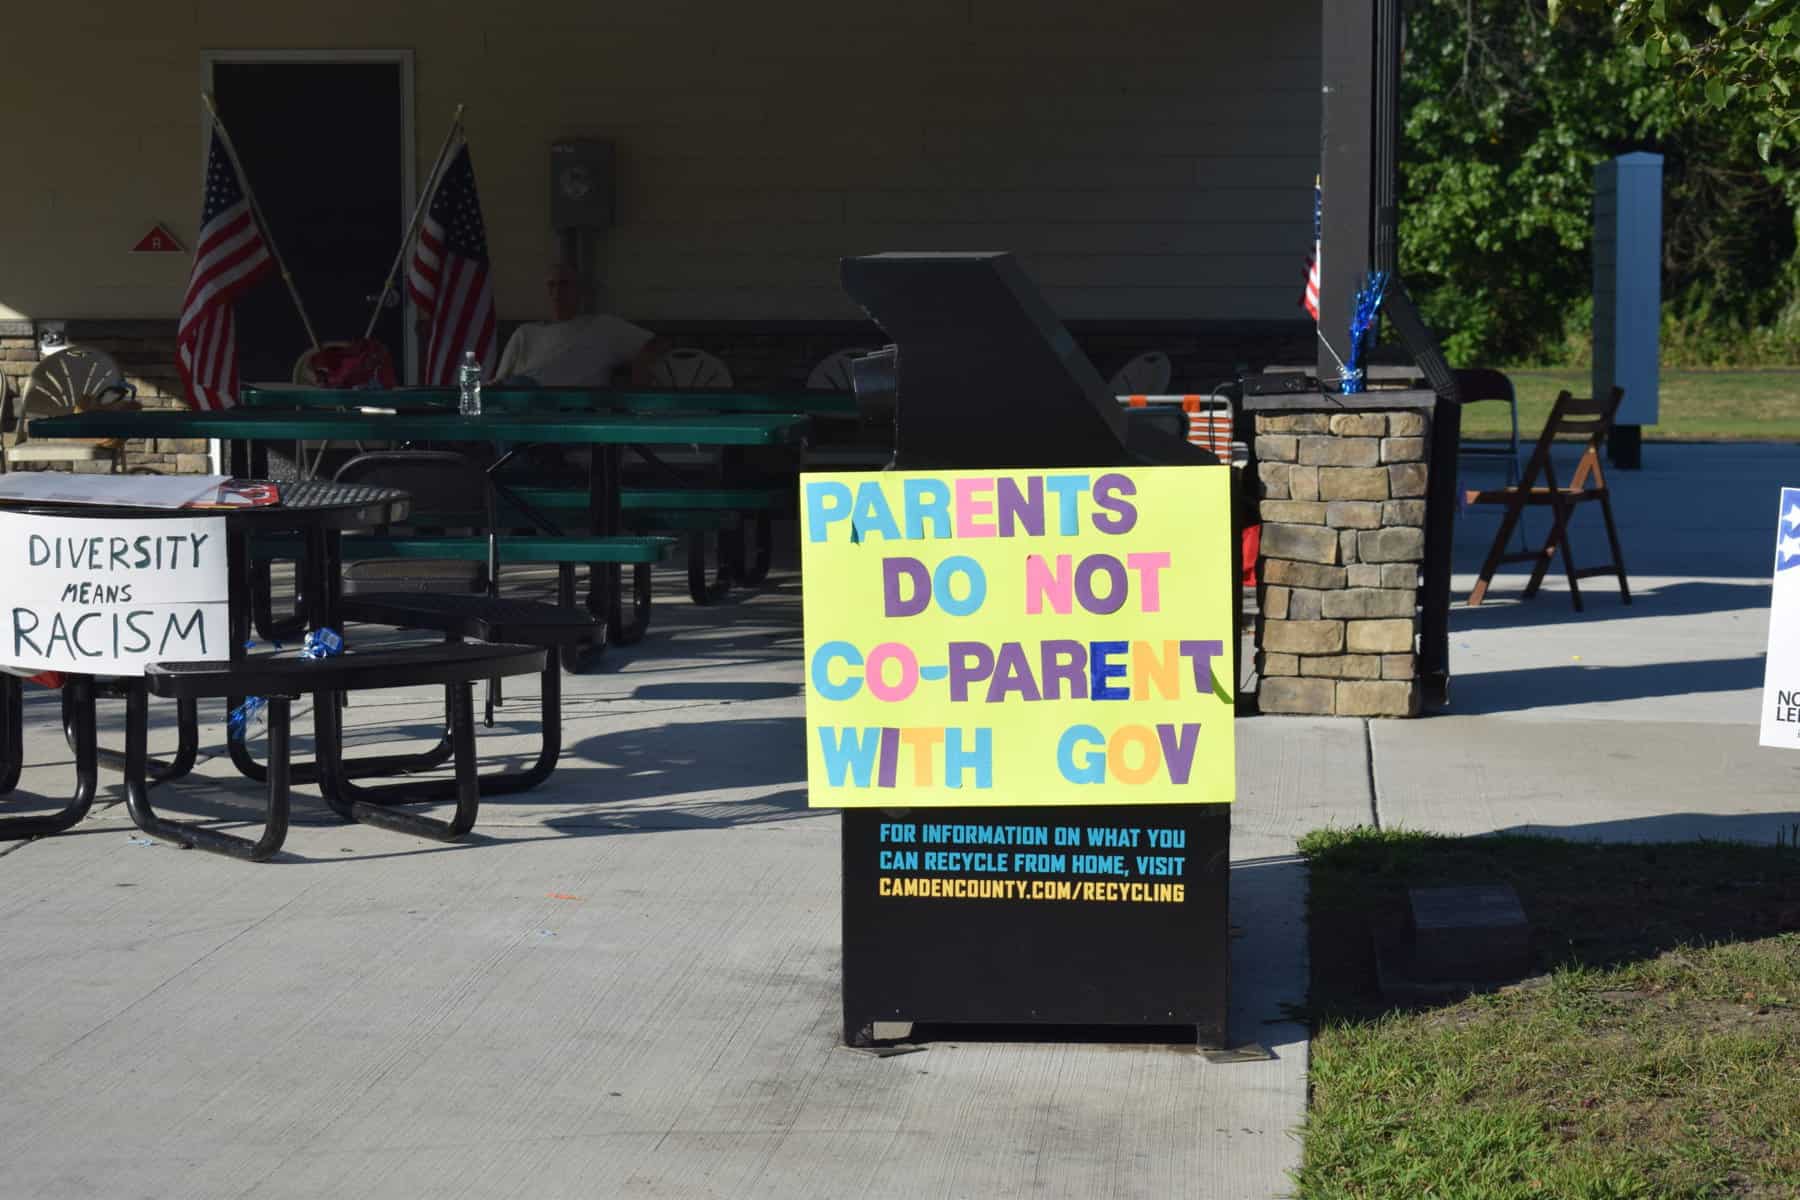 DIVERSITY
MEANS
RACISM
PARENTS
DO NOT
CO-PARENT
WITH GOV
FOR INFORMATION ON WHAT YOU
CAN RECYCLE FROM HOME, VISIT
CAMDENCOUNTY.COM/RECYCLING
A